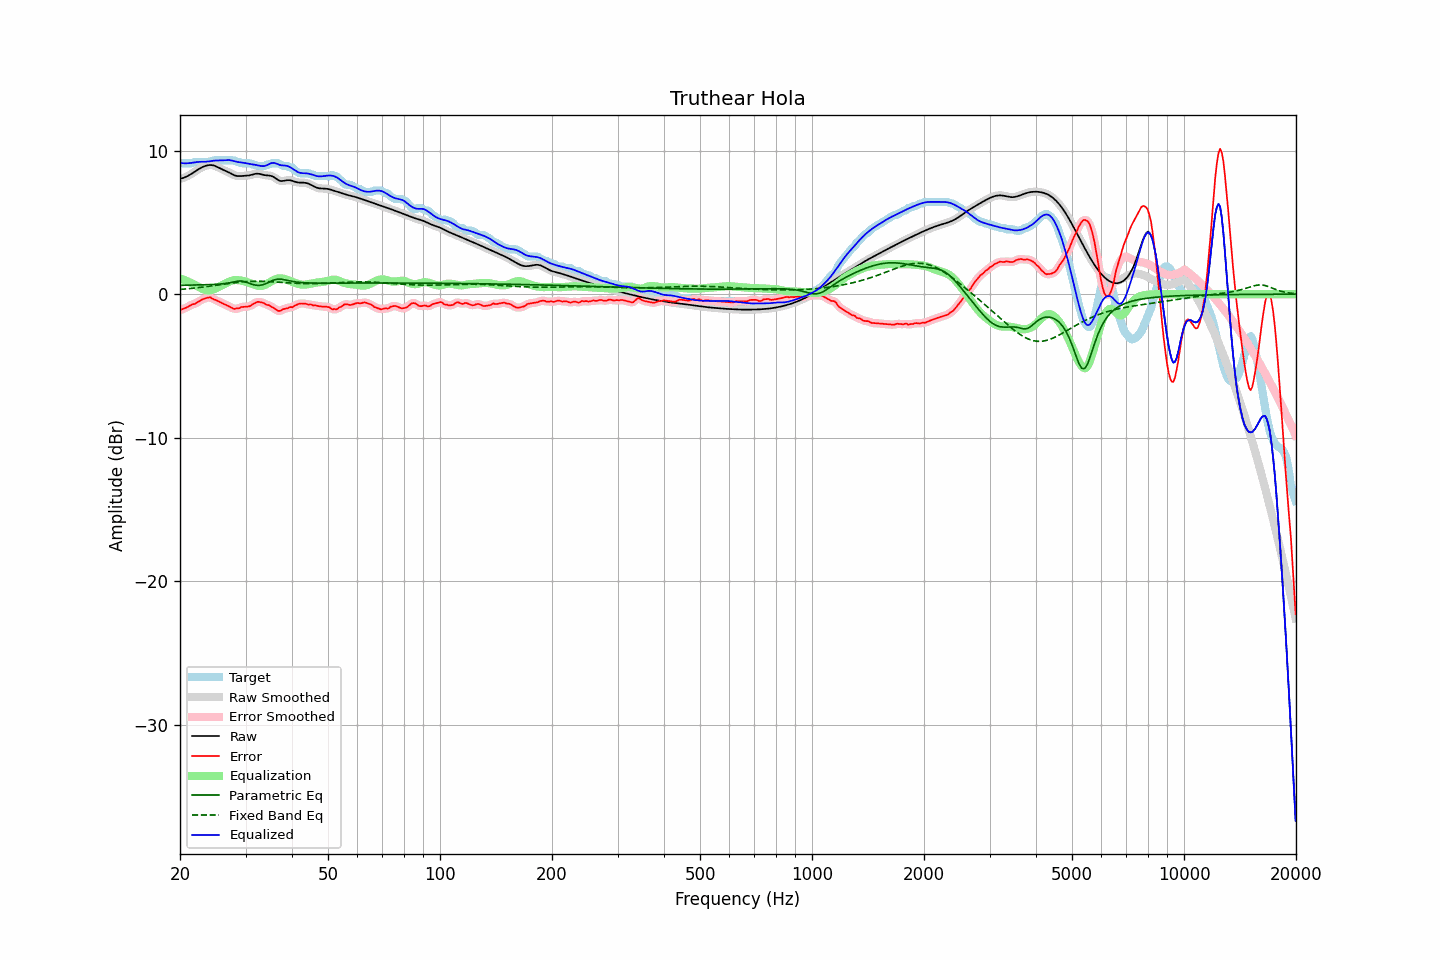 Truthear Hola
10
0
−10
−20
−30
Amplitude (dBr)
Target
Raw Smoothed
Error Smoothed
Raw
Error
Equalization
Parametric Eq
Fixed Band Eq
Equalized
20 50 100 200 500 1000 2000 5000 10000 20000
Frequency (Hz)